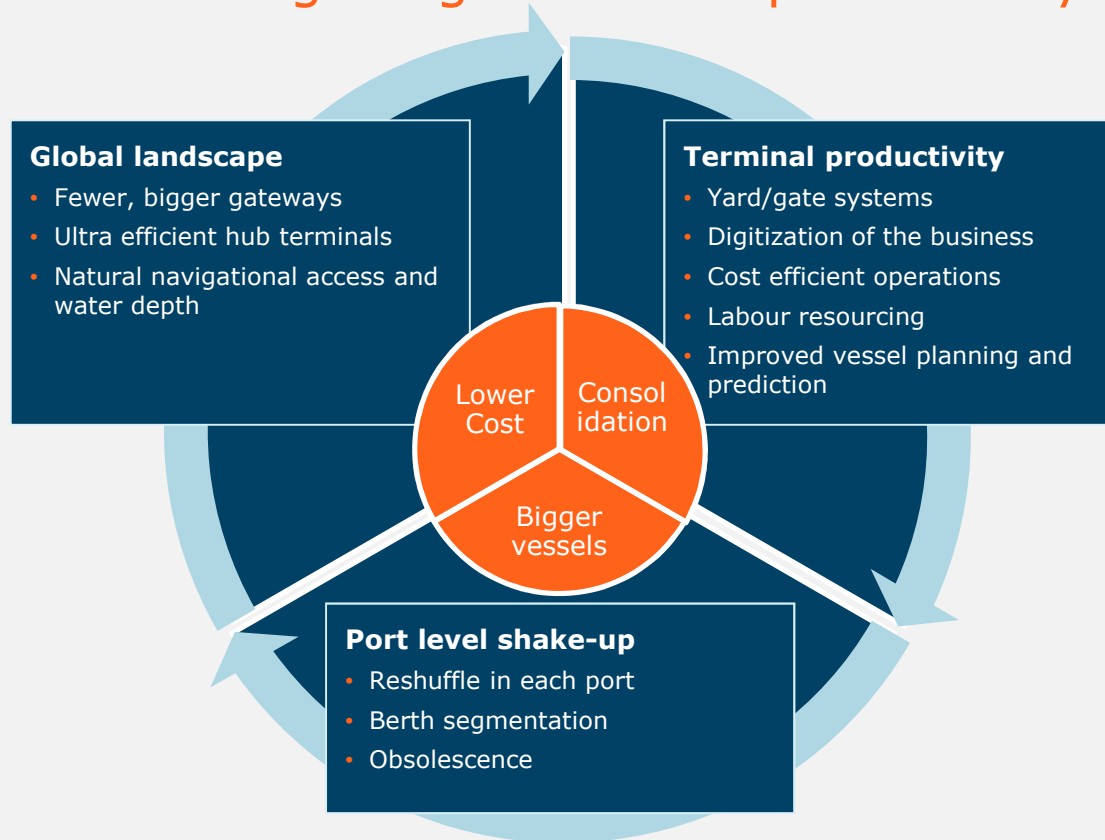 Global landscape
• Fewer, bigger gateways
• Ultra efficient hub terminals
• Natural navigational access and
water depth
Terminal productivity
• Yard/gate systems
• Digitization of the business
• Cost efficient operations
• Labour resourcing
• Improved vessel planning and
prediction
Lower
Cost
Consol
idation
Bigger
vessels
Port level shake-up
• Reshuffle in each port
• Berth segmentation
• Obsolescence